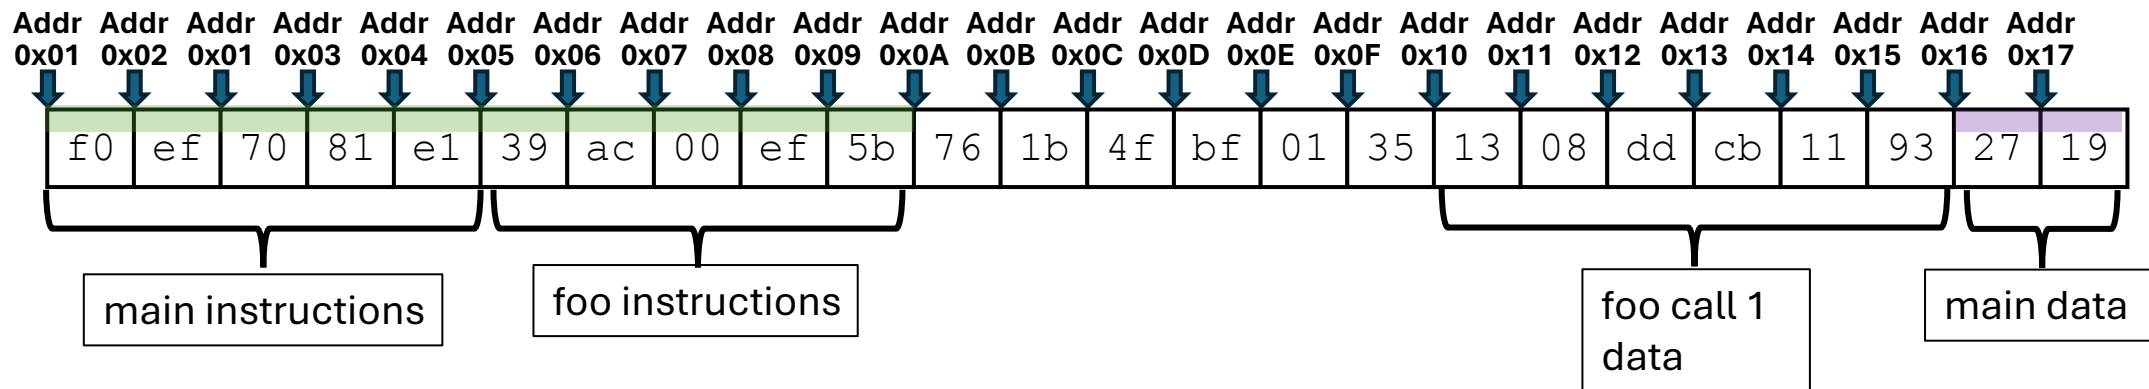 Addr Addr Addr Addr Addr Addr Addr Addr Addr Addr Addr Addr Addr Addr Addr Addr Addr Addr Addr Addr Addr Addr Addr Addr
0x01 0x02 0x01 0x03 0x04 0x05 0x06 0x07 0x08 0x09 0x0A 0x0B 0x0C 0x0D 0x0E 0x0F 0x10 0x11 0x12 0x13 0x14 0x15 0x16 0x17
f0 ef 70 81 e1 39 ac 00 ef 5b 76 1b 4f bf 01 35 13 08 dd cb 11 93 27 19
main instructions
foo instructions
foo call 1
data
main data